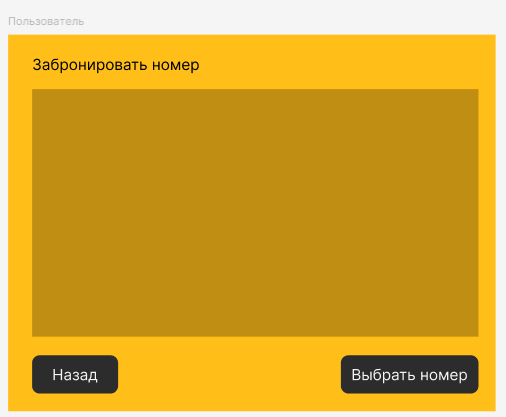 Пользователь
Забронировать номер
Назад
Выбрать номер